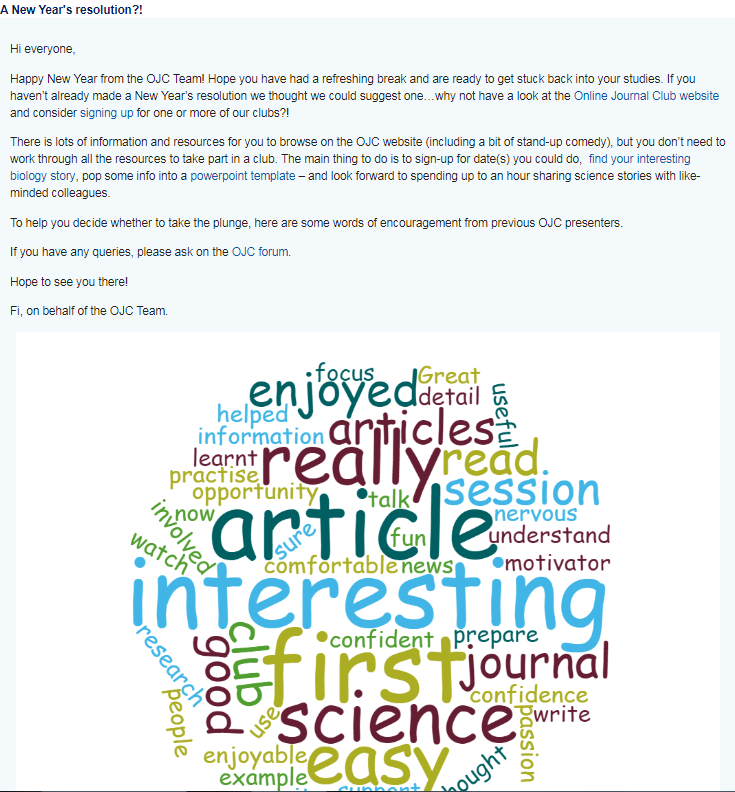 A New Year's resolution?!
Hi everyone,
Happy New Year from the OJC Team! Hope you have had a refreshing break and are ready to get stuck back into your studies. If you
haven't already made a New Year's resolution we thought we could suggest one…why not have a look at the Online Journal Club website
and consider signing up for one or more of our clubs?!
There is lots of information and resources for you to browse on the OJC website (including a bit of stand-up comedy), but you don't need to
work through all the resources to take part in a club. The main thing to do is to sign-up for date(s) you could do,  find your interesting
biology story, pop some info into a powerpoint template – and look forward to spending up to an hour sharing science stories with like-
minded colleagues.
To help you decide whether to take the plunge, here are some words of encouragement from previous OJC presenters.
If you have any queries, please ask on the OJC forum.
Hope to see you there!
Fi, on behalf of the OJC Team.
focus
Great
enjoyed
detail
useful
helped
articles
information
learnt
really
read
practise
opportunity
talk
session
involved
now
article
nervous
sure
fun
understand
watch
comfortable
news
motivator
interesting
research
good
club
confident
prepare
first
journal
people
use
confidence
science
passion
write
enjoyable
easy
example
support